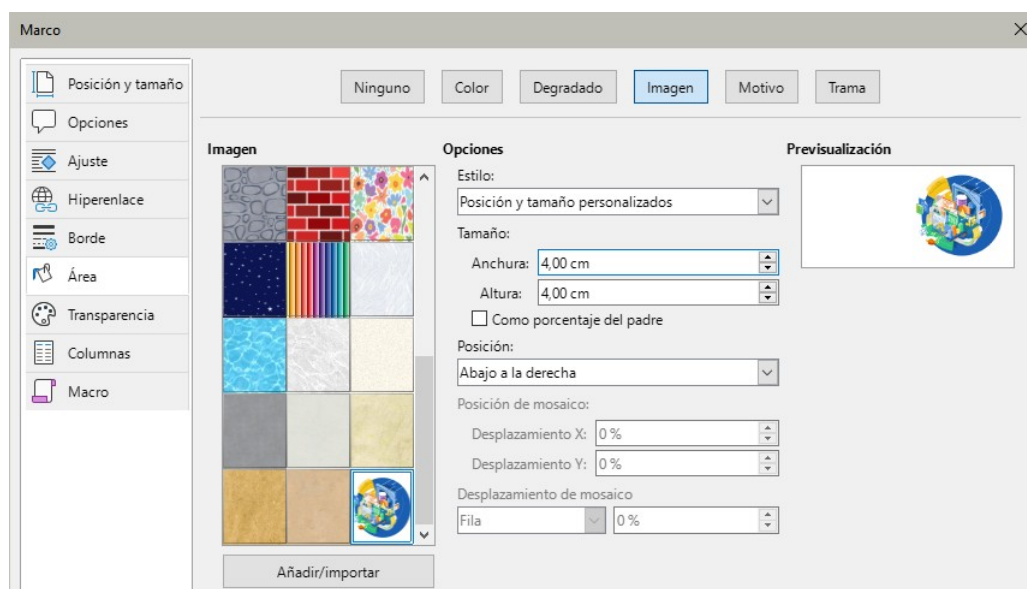 Marco
Posición y tamaño
Opciones
Ajuste
Hiperenlace
Borde
Área
Transparencia
Columnas
Macro
Ninguno
Color
Degradado
Imagen
Motivo
Trama
Imagen
Añadir/importar
Opciones
Estilo:
Posición y tamaño personalizados
Tamaño:
Anchura: 4,00 cm
Altura: 4,00 cm
Como porcentaje del padre
Posición:
Abajo a la derecha
Posición de mosaico:
Desplazamiento X: 0 %
Desplazamiento Y: 0 %
Desplazamiento de mosaico
Fila 0 %
Previsualización